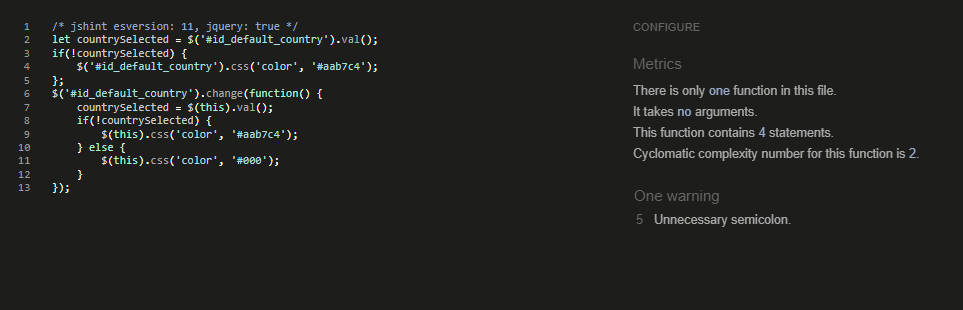 1 /* jshint esversion: 11, jquery: true */
2 let countrySelected = $('#id_default_country').val();
3 if(!countrySelected) {
4     $('#id_default_country').css('color', '#aab7c4');
5 };
6 $('#id_default_country').change(function() {
7     countrySelected = $(this).val();
8     if(!countrySelected) {
9         $(this).css('color', '#aab7c4');
10     } else {
11         $(this).css('color', '#000');
12     }
13 });
CONFIGURE
Metrics
There is only one function in this file.
It takes no arguments.
This function contains 4 statements.
Cyclomatic complexity number for this function is 2.
One warning
5 Unnecessary semicolon.